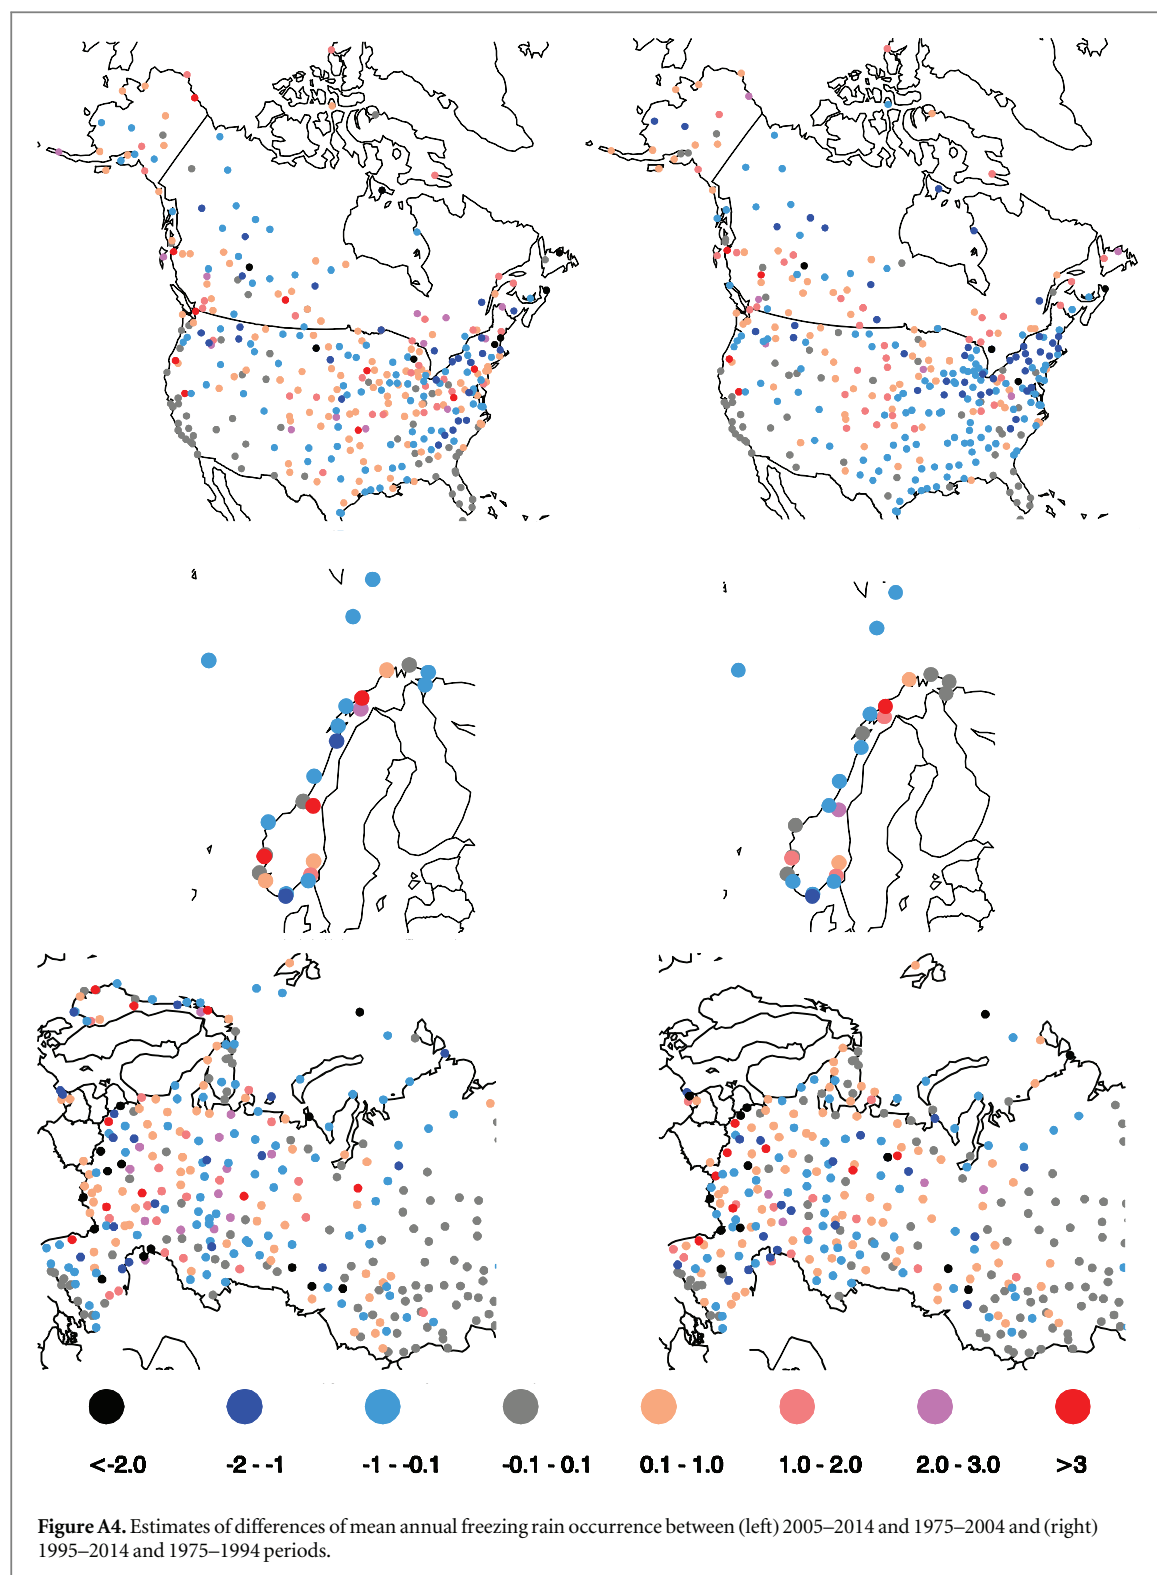 <-2.0 -2 - -1 -1 - -0.1 -0.1 - 0.1 0.1 - 1.0 1.0 - 2.0 2.0 - 3.0 >3
Figure A4. Estimates of differences of mean annual freezing rain occurrence between (left) 2005–2014 and 1975–2004 and (right)
1995–2014 and 1975–1994 periods.